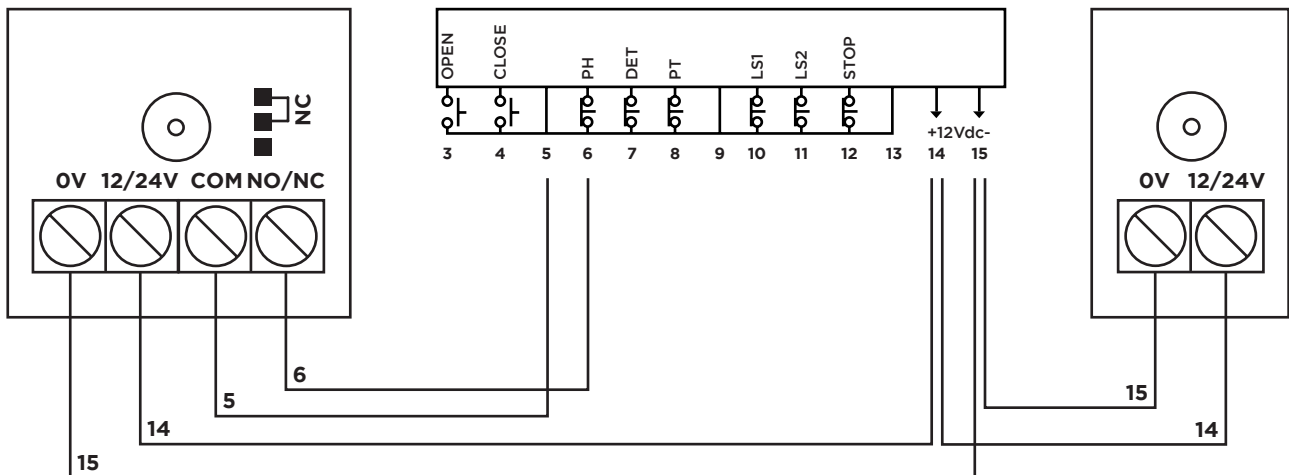 NC
0V 12/24V COM NO/NC
OPEN
CLOSE
PH
DET
PT
LS1
LS2
STOP
+12Vdc-
3 4 5 6 7 8 9 10 11 12 13 14 15
0V 12/24V
6
5
14
15
15
14